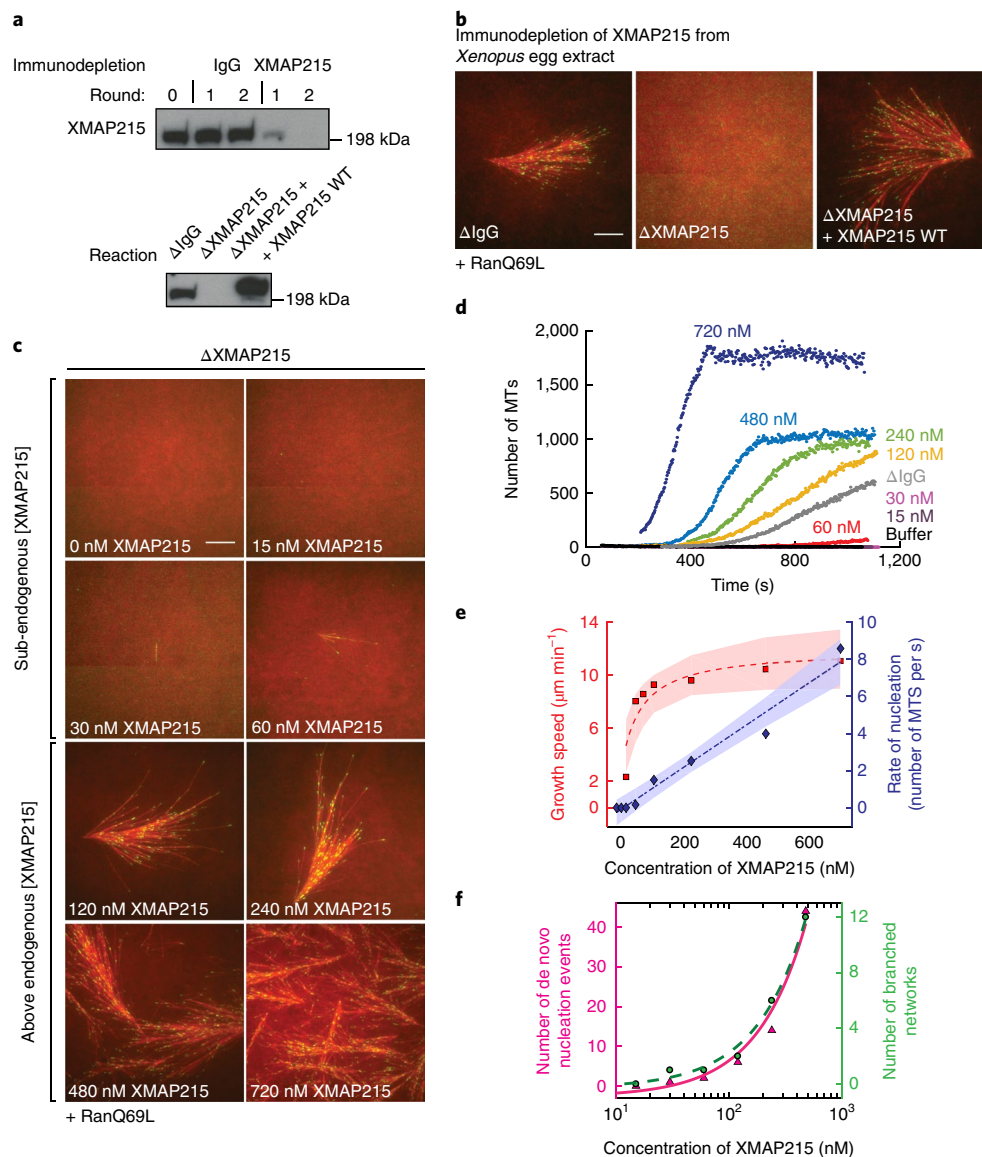 a
Immunodepletion IgG XMAP215
Round: 0 1 2 1 2
XMAP215
198 kDa
ΔIgG
ΔXMAP215
ΔXMAP215 +
+ XMAP215 WT
Reaction
198 kDa
b
Immunodepletion of XMAP215 from
Xenopus egg extract
ΔIgG
ΔXMAP215
ΔXMAP215
+ XMAP215 WT
+ RanQ69L
c
ΔXMAP215
Sub-endogenous [XMAP215]
0 nM XMAP215
15 nM XMAP215
30 nM XMAP215
60 nM XMAP215
Above endogenous [XMAP215]
120 nM XMAP215
240 nM XMAP215
480 nM XMAP215
720 nM XMAP215
+ RanQ69L
d
Number of MTs
2,000
1,500
1,000
500
0
720 nM
480 nM
240 nM
120 nM
ΔIgG
30 nM
15 nM
60 nM
Buffer
0 400 800 1,200
Time (s)
e
Growth speed (μm min⁻¹)
14
10
6
2
0
10
8
6
4
2
0
Rate of nucleation
(number of MTS per s)
0 200 400 600
Concentration of XMAP215 (nM)
f
Number of de novo
nucleation events
40
30
20
10
0
12
8
4
0
Number of branched
networks
10¹ 10² 10³
Concentration of XMAP215 (nM)